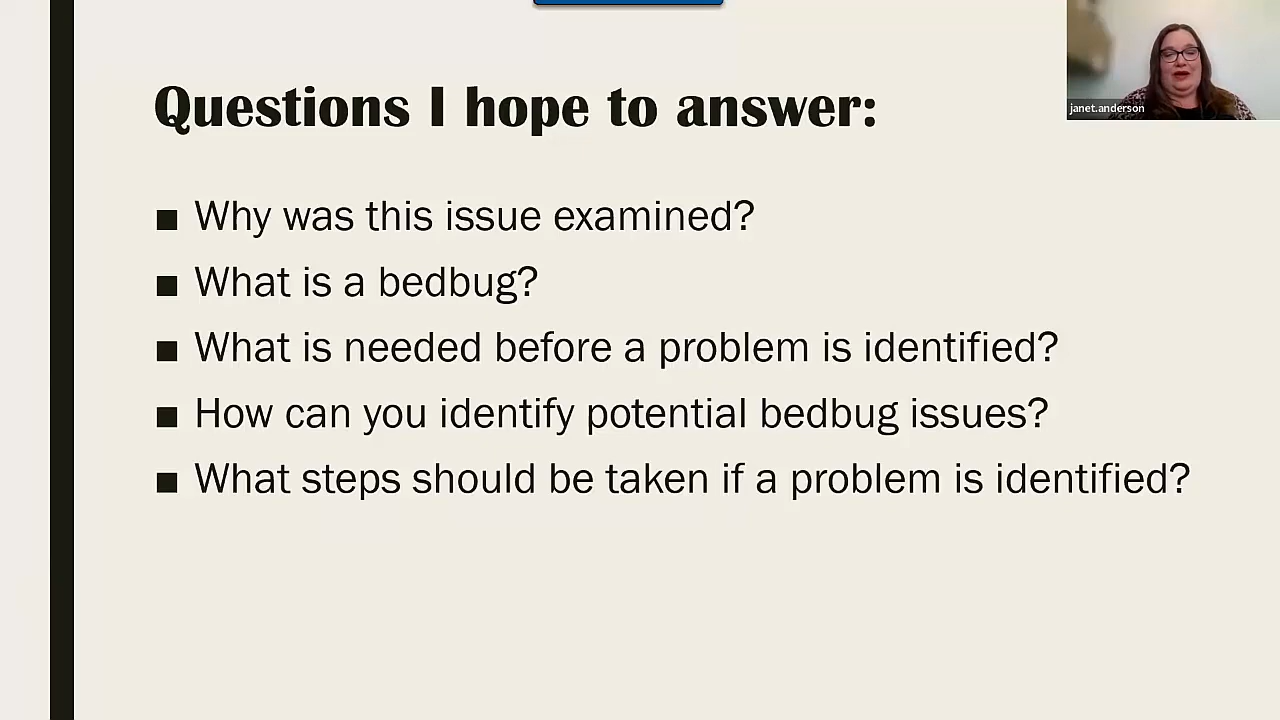 Questions I hope to answer:
janet.anderson
■ Why was this issue examined?
■ What is a bedbug?
■ What is needed before a problem is identified?
■ How can you identify potential bedbug issues?
■ What steps should be taken if a problem is identified?